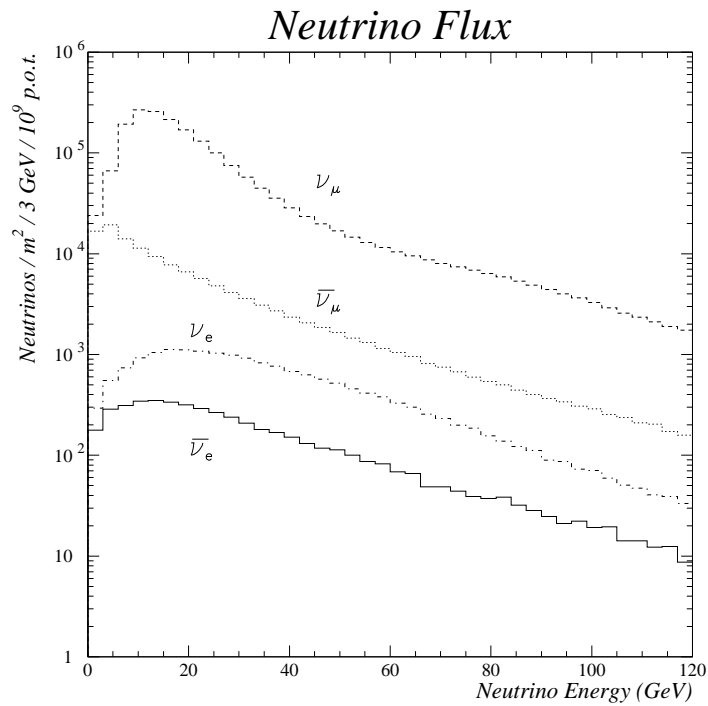 Neutrino Flux
Neutrinos / m² / 3 GeV / 10⁹ p.o.t.
10⁶
10⁵
10⁴
10³
10²
10
1
ν_μ
ν̅_μ
ν_e
ν̅_e
0 20 40 60 80 100 120
Neutrino Energy (GeV)